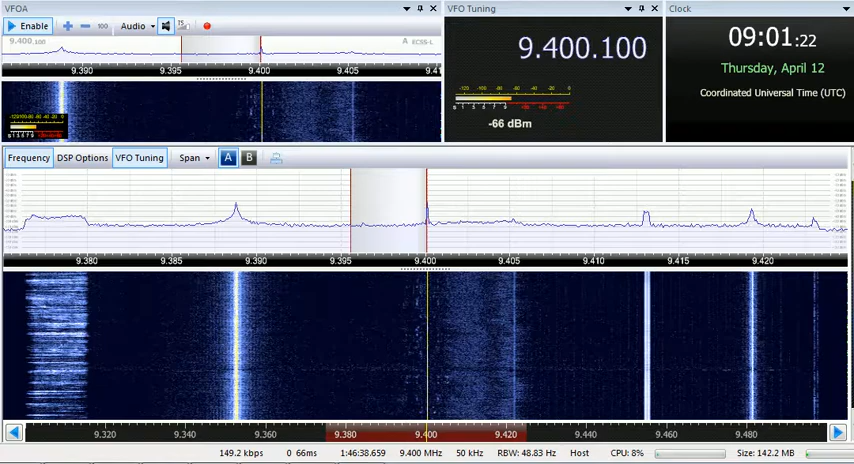 VFOA
VFO Tuning
Clock
Enable
100
Audio
9.400.100
A ECSS-L
9.390 9.395 9.400 9.405 9.41
9.400.100
-66 dBm
09:01:22
Thursday, April 12
Coordinated Universal Time (UTC)
Frequency DSP Options VFO Tuning Span A B
9.380 9.385 9.390 9.395 9.400 9.405 9.410 9.415 9.420
9.320 9.340 9.360 9.380 9.400 9.420 9.440 9.460 9.480
149.2 kbps 0 66ms 1:46:38.659 9.400 MHz 50 kHz RBW: 48.83 Hz Host CPU: 8% Size: 142.2 MB